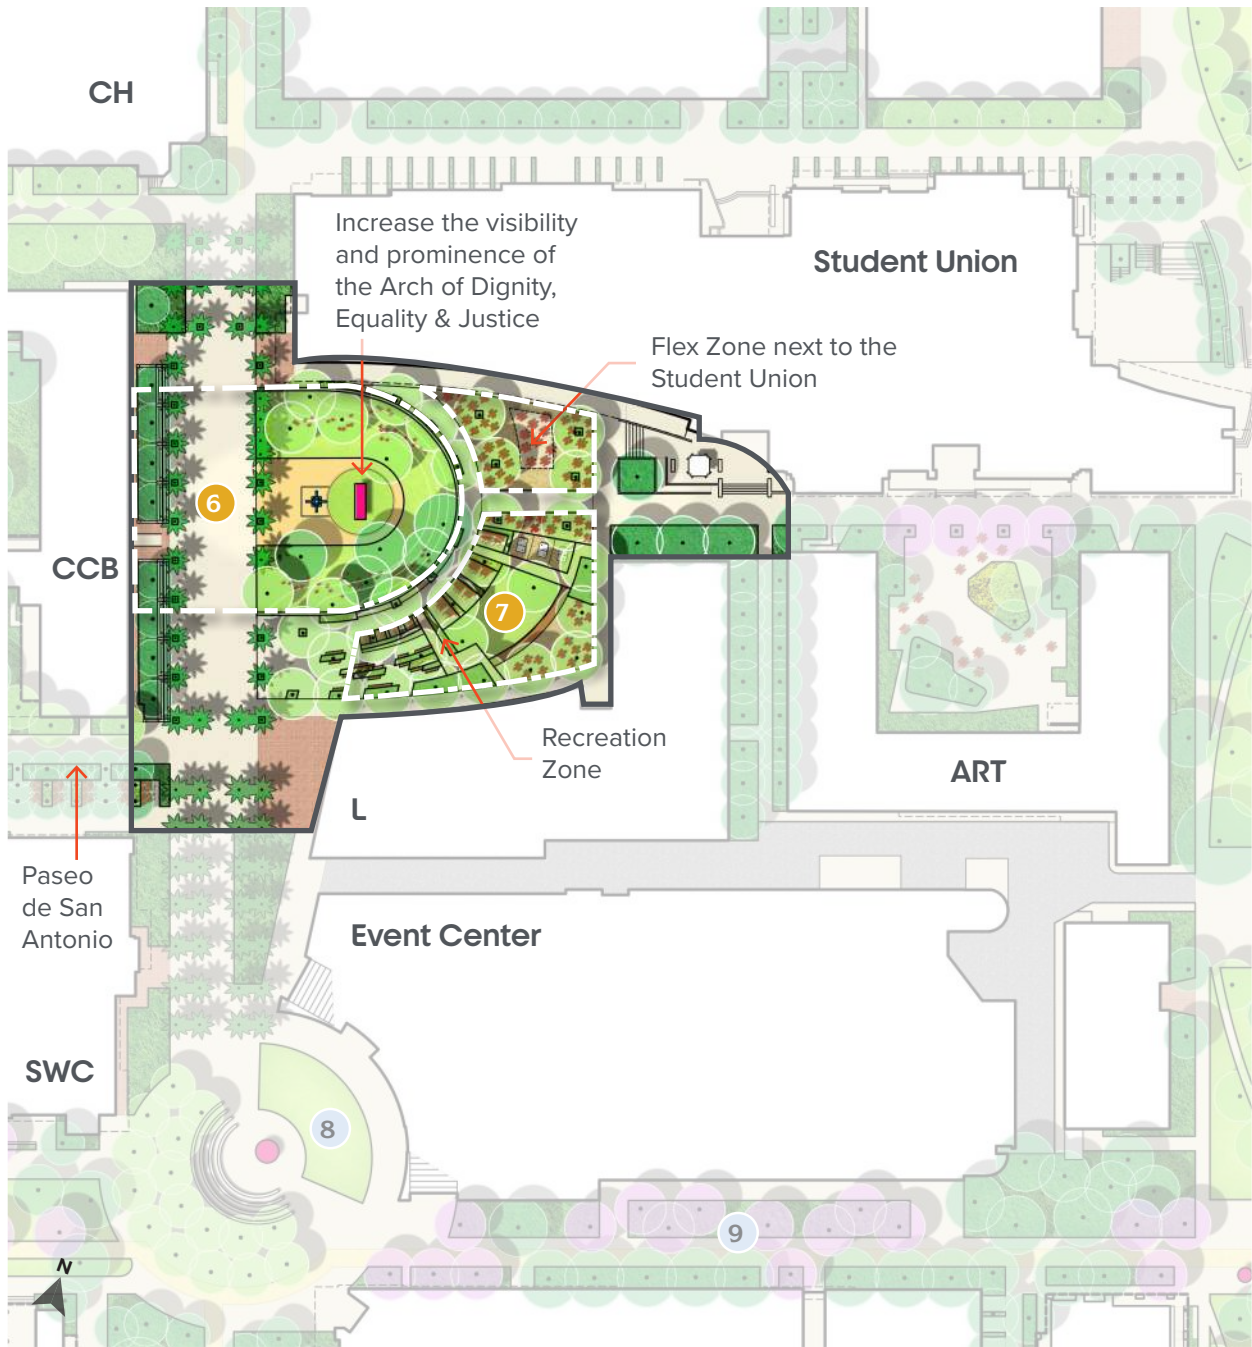 CH
Increase the visibility
and prominence of
the Arch of Dignity,
Equality & Justice
Student Union
Flex Zone next to the
Student Union
6
CCB
7
Recreation
Zone
ART
L
Paseo
de San
Antonio
Event Center
SWC
8
9
N